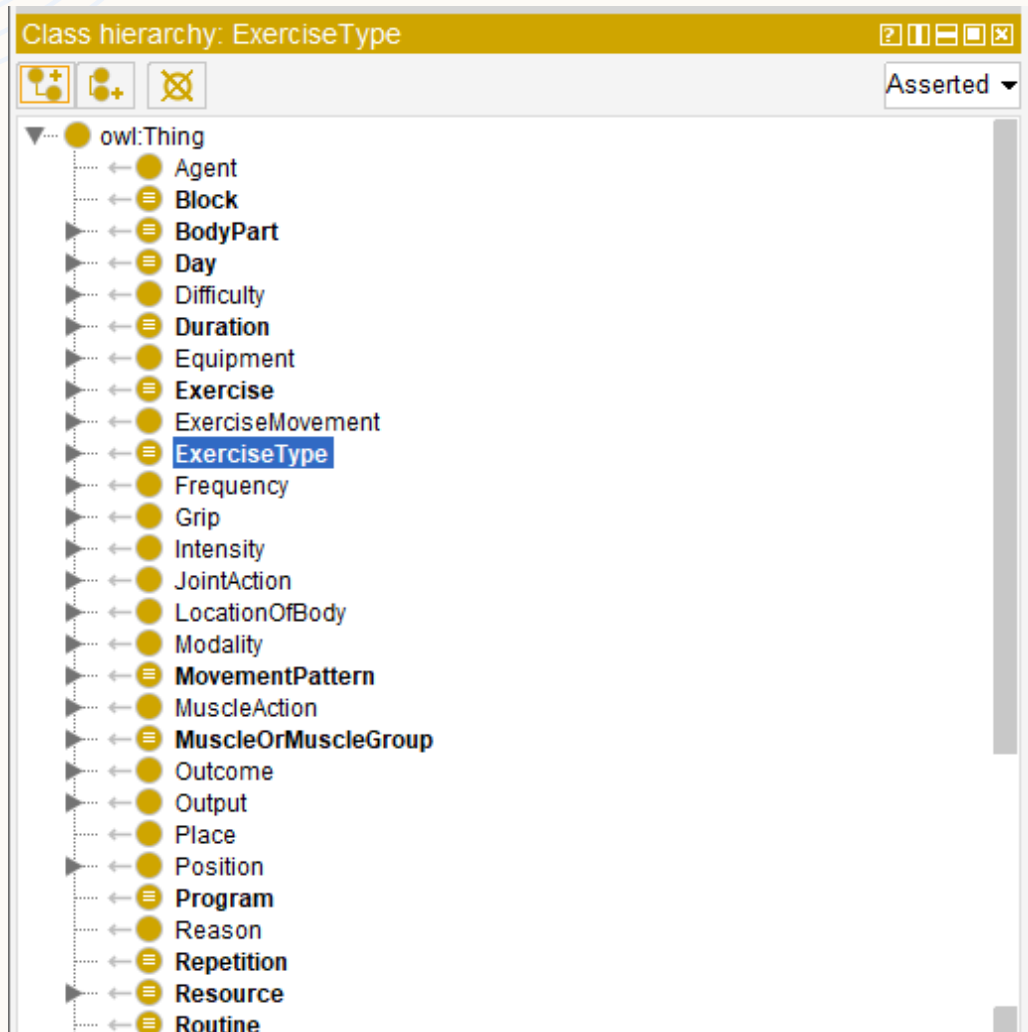 Class hierarchy: ExerciseType
Asserted
owl:Thing
Agent
Block
BodyPart
Day
Difficulty
Duration
Equipment
Exercise
ExerciseMovement
ExerciseType
Frequency
Grip
Intensity
JointAction
LocationOfBody
Modality
MovementPattern
MuscleAction
MuscleOrMuscleGroup
Outcome
Output
Place
Position
Program
Reason
Repetition
Resource
Routine